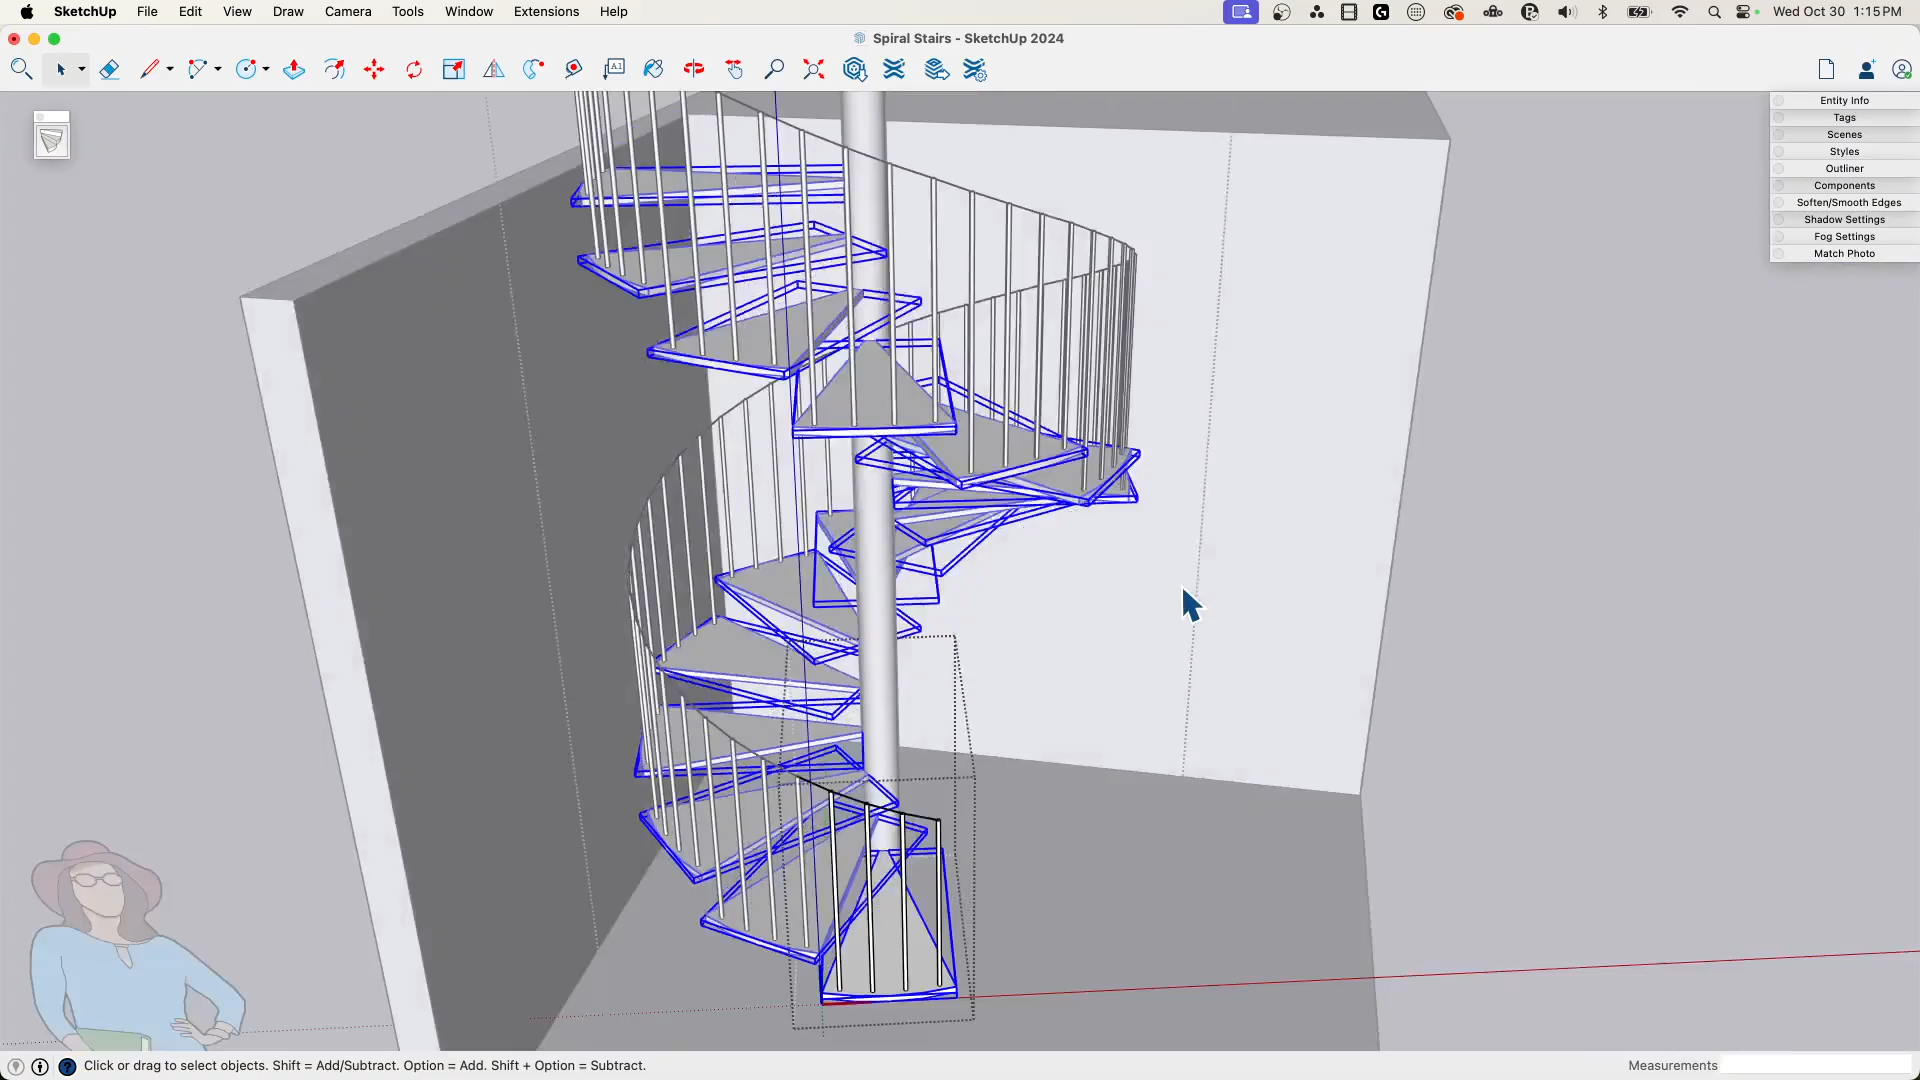 SketchUp File Edit View Draw Camera Tools Window Extensions Help
Wed Oct 30 1:15 PM
Spiral Stairs - SketchUp 2024
A1
Entity Info
Tags
Scenes
Styles
Outliner
Components
Soften/Smooth Edges
Shadow Settings
Fog Settings
Match Photo
Click or drag to select objects. Shift = Add/Subtract. Option = Add. Shift + Option = Subtract.
Measurements